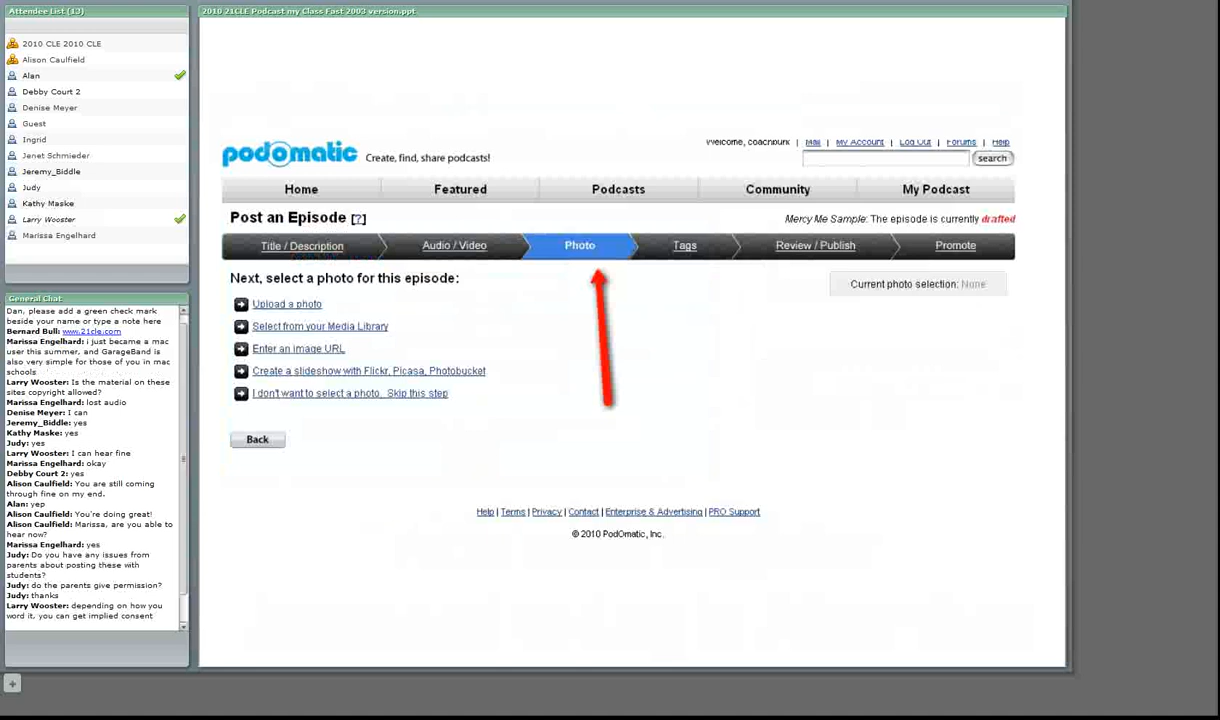 Attendee List (13)
2010 CLE 2010 CLE
Alison Caulfield
Alan
Debby Court 2
Denise Meyer
Guest
Ingrid
Janet Schmieder
Jeremy_Biddle
Judy
Kathy Maske
Larry Wooster
Marissa Engelhard
General Chat
Dan, please add a green check mark
beside your name or type a note here
Bernard Bull: www.21cle.com
Marissa Engelhard: i just became a mac
user this summer, and GarageBand is
also very simple for those of you in mac
schools
Larry Wooster: Is the material on these
sites copyright allowed?
Marissa Engelhard: lost audio
Denise Meyer: I can
Jeremy_Biddle: yes
Kathy Maske: yes
Judy: yes
Larry Wooster: I can hear fine
Marissa Engelhard: okay
Debby Court 2: yes
Alison Caulfield: You are still coming
through fine on my end.
Alan: yep
Alison Caulfield: You're doing great!
Alison Caulfield: Marissa, are you able to
hear now?
Marissa Engelhard: yes
Judy: Do you have any issues from
parents about posting these with
students?
Judy: do the parents give permission?
Judy: thanks
Larry Wooster: depending on how you
word it, you can get implied consent
2010 21CLE Podcast my Class Fast 2003 version.ppt
podomatic Create, find, share podcasts!
Welcome, coachbunk | Mail | My Account | Log Out | Forums | Help
search
Home Featured Podcasts Community My Podcast
Post an Episode [?]
Mercy Me Sample: The episode is currently drafted
Title / Description Audio / Video Photo Tags Review / Publish Promote
Next, select a photo for this episode:
Current photo selection: None
Upload a photo
Select from your Media Library
Enter an image URL
Create a slideshow with Flickr, Picasa, Photobucket
I don't want to select a photo. Skip this step
Back
Help | Terms | Privacy | Contact | Enterprise & Advertising | PRO Support
© 2010 PodOmatic, Inc.